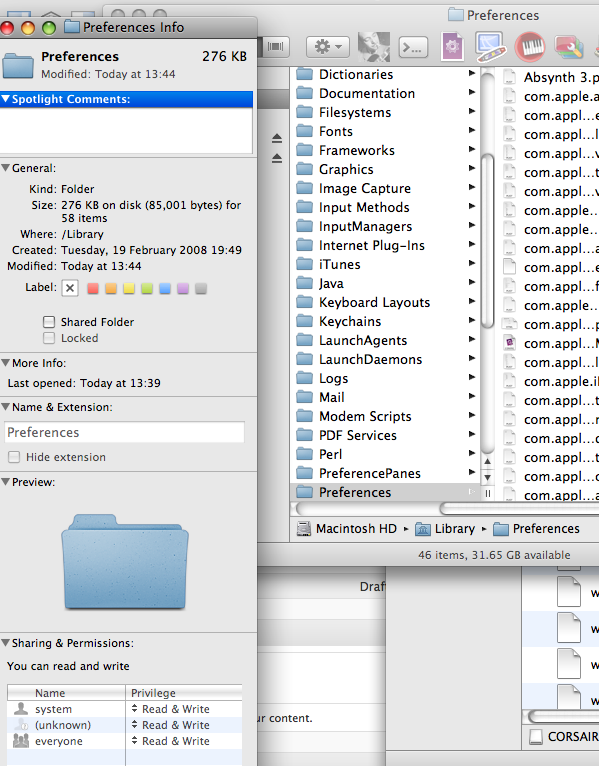 Preferences Info
Preferences 276 KB
Modified: Today at 13:44
Spotlight Comments:
General:
Kind: Folder
Size: 276 KB on disk (85,001 bytes) for
58 items
Where: /Library
Created: Tuesday, 19 February 2008 19:49
Modified: Today at 13:44
Label:
Shared Folder
Locked
More Info:
Last opened: Today at 13:39
Name & Extension:
Preferences
Hide extension
Preview:
Sharing & Permissions:
You can read and write
Name Privilege
system Read & Write
(unknown) Read & Write
everyone Read & Write
Preferences
Dictionaries
Documentation
Filesystems
Fonts
Frameworks
Graphics
Image Capture
Input Methods
InputManagers
Internet Plug-Ins
iTunes
Java
Keyboard Layouts
Keychains
LaunchAgents
LaunchDaemons
Logs
Mail
Modem Scripts
PDF Services
Perl
PreferencePanes
Preferences
Absynth 3.p
com.apple.a
com.appl...e
com.appl...l
com.appl...v
com.appl...t
com.appl...v
com.apple...
com.appl...e
com.apple.a
com.appl...e
com.appl...f
com.apple...
com.appl...p
com.appl...M
com.appl...c
com.apple.i
com.appl...t
com.appl...r
com.appl...c
com.appl...t
com.appl...c
com.appl...a
Macintosh HD Library Preferences
46 items, 31.65 GB available
Draf
ur content.
w
w
w
w
CORSAIR